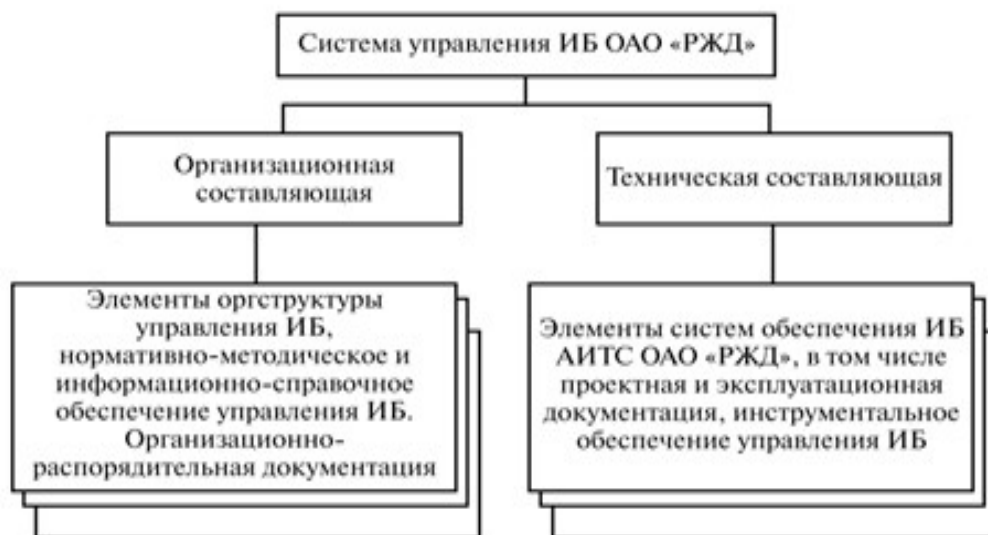 Система управления ИБ ОАО «РЖД»
Организационная
составляющая
Техническая составляющая
Элементы оргструктуры
управления ИБ,
нормативно-методическое и
информационно-справочное
обеспечение управления ИБ.
Организационно-
распорядительная документация
Элементы систем обеспечения ИБ
АИТС ОАО «РЖД», в том числе
проектная и эксплуатационная
документация, инструментальное
обеспечение управления ИБ